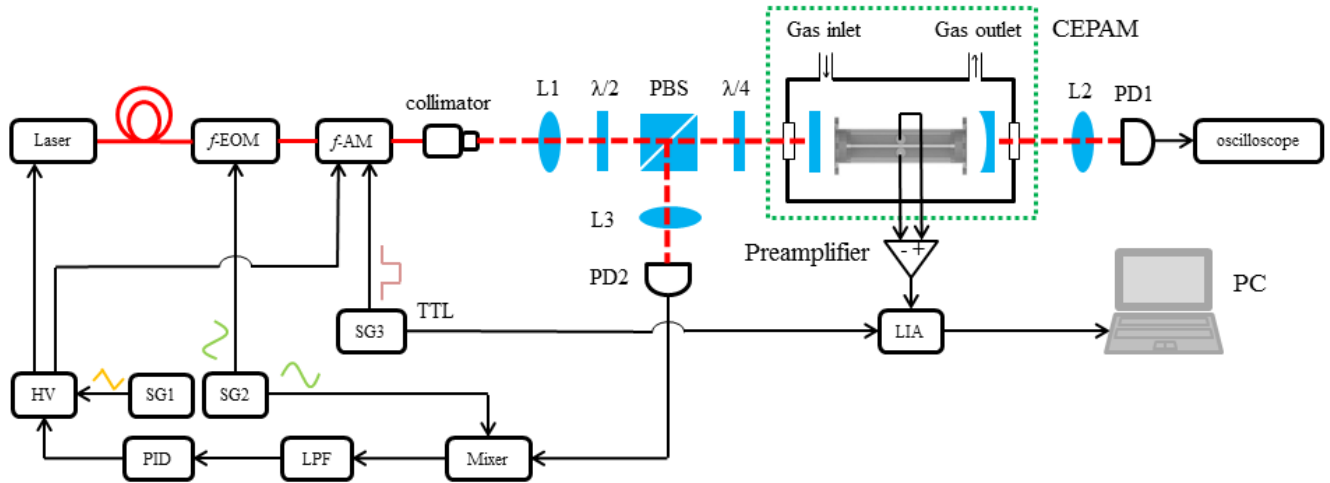 Gas inlet
Gas outlet
CEPAM
L1
λ/2
PBS
λ/4
L2
PD1
collimator
Laser
f-EOM
f-AM
oscilloscope
L3
Preamplifier
- +
PD2
PC
TTL
SG3
LIA
HV
SG1
SG2
PID
LPF
Mixer